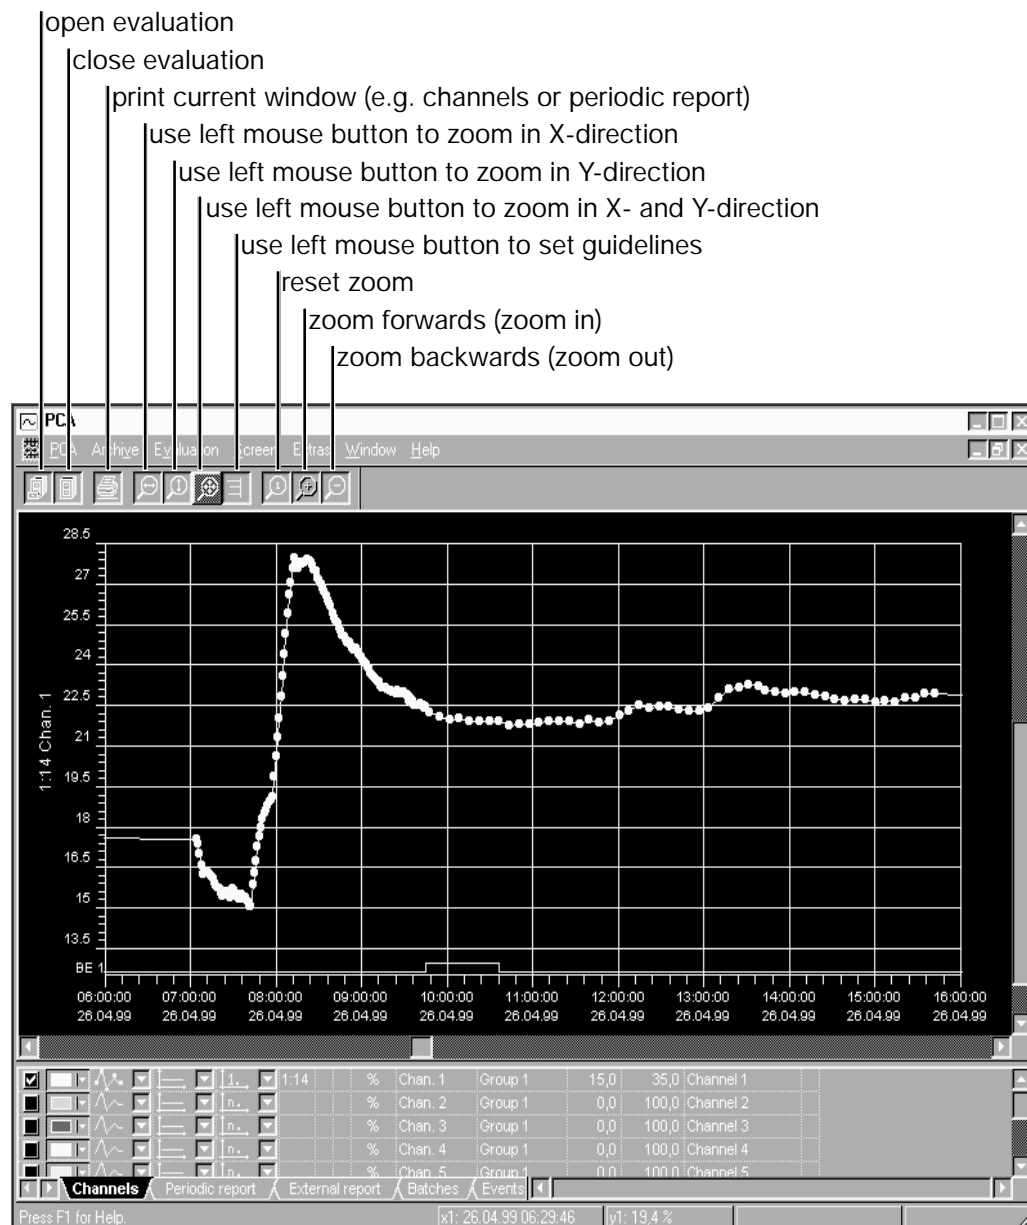 open evaluation
close evaluation
print current window (e.g. channels or periodic report)
use left mouse button to zoom in X-direction
use left mouse button to zoom in Y-direction
use left mouse button to zoom in X- and Y-direction
use left mouse button to set guidelines
reset zoom
zoom forwards (zoom in)
zoom backwards (zoom out)
PCA
PCA Archive Evaluation Screen Extras Window Help
28.5
27
25.5
24
22.5
21
19.5
18
16.5
15
13.5
1:14 Chan. 1
BE 1
06:00:00 07:00:00 08:00:00 09:00:00 10:00:00 11:00:00 12:00:00 13:00:00 14:00:00 15:00:00 16:00:00
26.04.99 26.04.99 26.04.99 26.04.99 26.04.99 26.04.99 26.04.99 26.04.99 26.04.99 26.04.99 26.04.99
1. 1:14 % Chan. 1 Group 1 15,0 35,0 Channel 1
n. % Chan. 2 Group 1 0,0 100,0 Channel 2
n. % Chan. 3 Group 1 0,0 100,0 Channel 3
n. % Chan. 4 Group 1 0,0 100,0 Channel 4
n. % Chan. 5 Group 1 0,0 100,0 Channel 5
Channels Periodic report External report Batches Events
Press F1 for Help. x1: 26.04.99 06:29:46 y1: 19,4 %